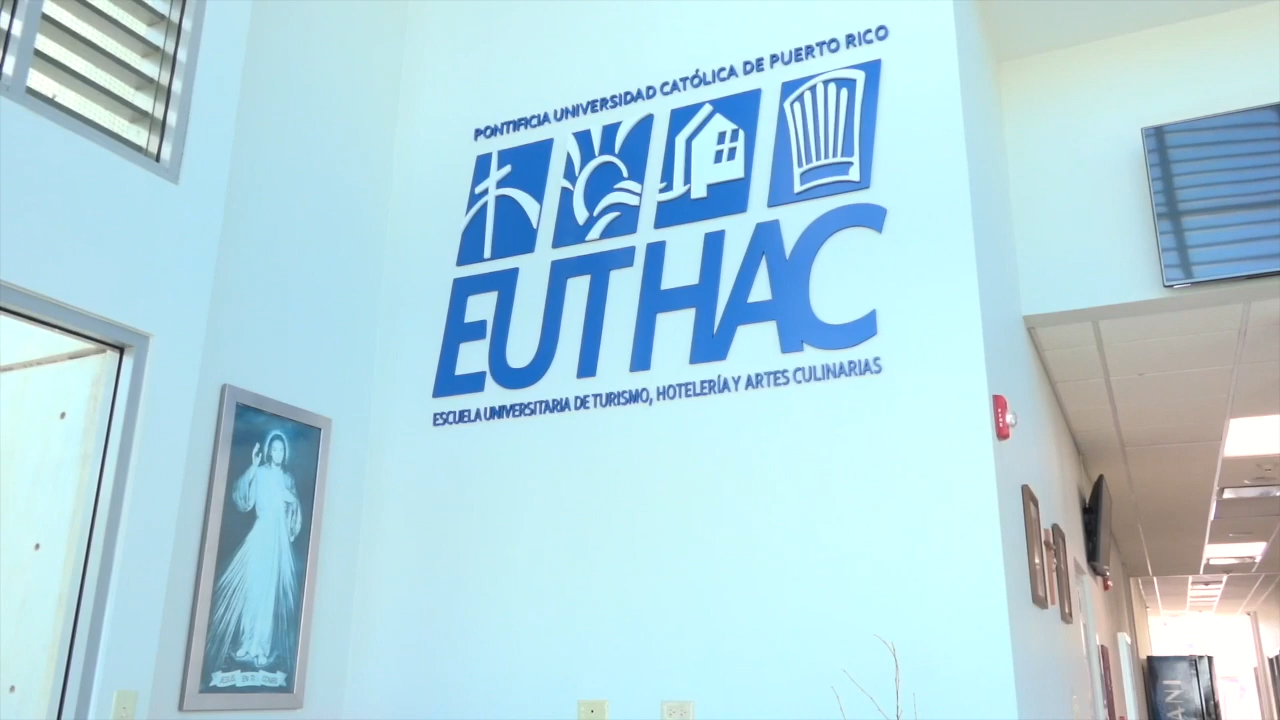 PONTIFICIA UNIVERSIDAD CATÓLICA DE PUERTO RICO
EUTHAC
ESCUELA UNIVERSITARIA DE TURISMO, HOTELERÍA Y ARTES CULINARIAS